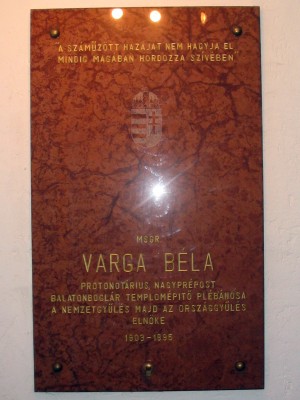 A SZÁMŰZÖTT HAZÁJÁT NEM HAGYJA EL,
MINDIG MAGÁBAN HORDOZZA SZÍVÉBEN.
MSGR.
VARGA BÉLA
PROTONOTÁRIUS, NAGYPRÉPOST
BALATONBOGLÁR TEMPLOMÉPITŐ PLÉBÁNOSA
A NEMZETGYŰLÉS MAJD AZ ORSZÁGGYŰLÉS
ELNÖKE
1903-1995